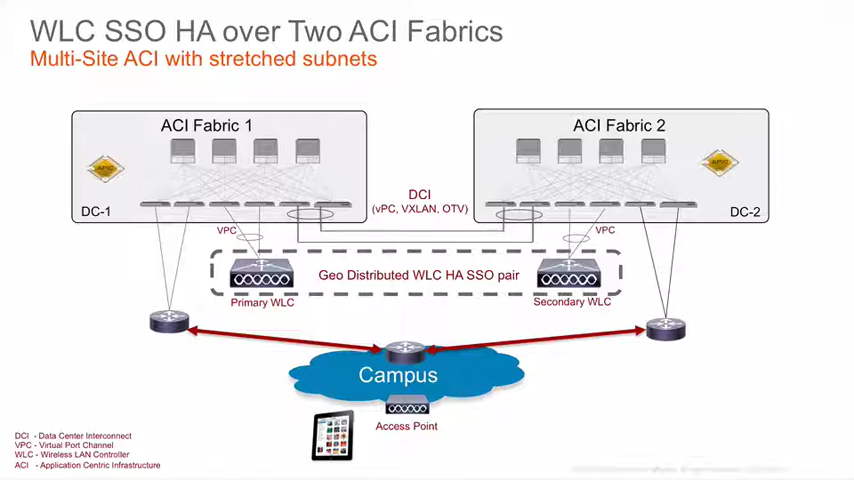 WLC SSO HA over Two ACI Fabrics
Multi-Site ACI with stretched subnets
ACI Fabric 1
ACI Fabric 2
APIC
APIC
DCI
(vPC, VXLAN, OTV)
DC-1
DC-2
VPC
VPC
Geo Distributed WLC HA SSO pair
Primary WLC
Secondary WLC
Campus
Access Point
DCI - Data Center Interconnect
VPC - Virtual Port Channel
WLC - Wireless LAN Controller
ACI - Application Centric Infrastructure